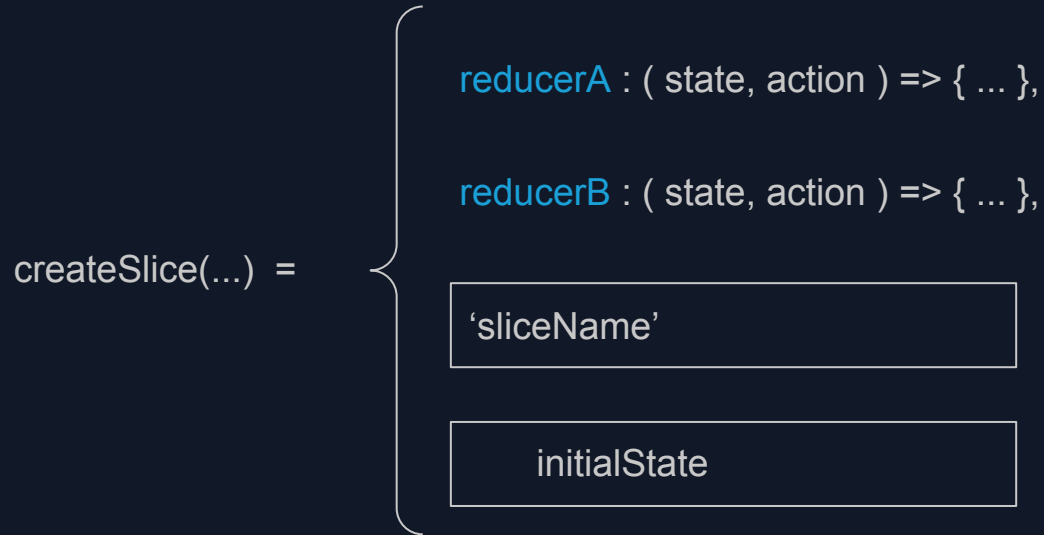 reducerA : ( state, action ) => { ... },
reducerB : ( state, action ) => { ... },
createSlice(...) =
‘sliceName’
initialState